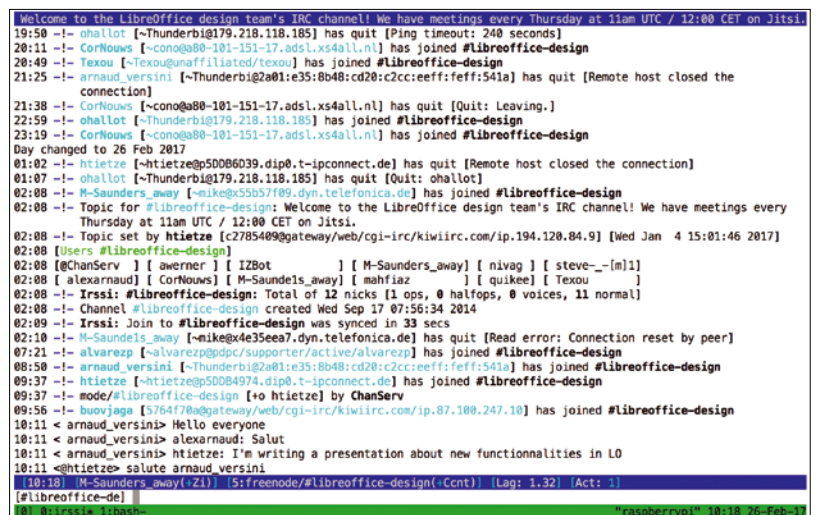 Welcome to the LibreOffice design team's IRC channel! We have meetings every Thursday at 11am UTC / 12:00 CET on Jitsi.
19:50 -!- ohallot [~Thunderbi@179.218.118.185] has quit [Ping timeout: 240 seconds]
20:11 -!- CorNouws [~cono@a80-101-151-17.adsl.xs4all.nl] has joined #libreoffice-design
20:49 -!- Texou [~Texou@unaffiliated/texou] has joined #libreoffice-design
21:25 -!- arnaud_versini [~Thunderbi@2a01:e35:8b48:cd20:c2cc:eeff:feff:541a] has quit [Remote host closed the
connection]
21:38 -!- CorNouws [~cono@a80-101-151-17.adsl.xs4all.nl] has quit [Quit: Leaving.]
22:59 -!- ohallot [~Thunderbi@179.218.118.185] has joined #libreoffice-design
23:19 -!- CorNouws [~cono@a80-101-151-17.adsl.xs4all.nl] has joined #libreoffice-design
Day changed to 26 Feb 2017
01:02 -!- htietze [~htietze@p5DDB6D39.dip0.t-ipconnect.de] has quit [Remote host closed the connection]
01:07 -!- ohallot [~Thunderbi@179.218.118.185] has quit [Quit: ohallot]
02:08 -!- M-Saunders_away [~mike@x55b57f09.dyn.telefonica.de] has joined #libreoffice-design
02:08 -!- Topic for #libreoffice-design: Welcome to the LibreOffice design team's IRC channel! We have meetings every
Thursday at 11am UTC / 12:00 CET on Jitsi.
02:08 -!- Topic set by htietze [c2785409@gateway/web/cgi-irc/kiwiirc.com/ip.194.120.84.9] [Wed Jan  4 15:01:46 2017]
02:08 [Users #libreoffice-design]
02:08 [@ChanServ  ] [ awerner ] [ IZBot          ] [ M-Saunders_away] [ nivag ] [ steve-_-[m]1]
02:08 [ alexarnaud] [ CorNouws] [ M-Saunde1s_away] [ mahfiaz        ] [ quikee] [ Texou       ]
02:08 -!- Irssi: #libreoffice-design: Total of 12 nicks [1 ops, 0 halfops, 0 voices, 11 normal]
02:08 -!- Channel #libreoffice-design created Wed Sep 17 07:56:34 2014
02:09 -!- Irssi: Join to #libreoffice-design was synced in 33 secs
02:10 -!- M-Saunde1s_away [~mike@x4e35eea7.dyn.telefonica.de] has quit [Read error: Connection reset by peer]
07:21 -!- alvarezp [~alvarezp@pdpc/supporter/active/alvarezp] has joined #libreoffice-design
08:50 -!- arnaud_versini [~Thunderbi@2a01:e35:8b48:cd20:c2cc:eeff:feff:541a] has joined #libreoffice-design
09:37 -!- htietze [~htietze@p5DDB4974.dip0.t-ipconnect.de] has joined #libreoffice-design
09:37 -!- mode/#libreoffice-design [+o htietze] by ChanServ
09:56 -!- buovjaga [5764f70a@gateway/web/cgi-irc/kiwiirc.com/ip.87.100.247.10] has joined #libreoffice-design
10:11 < arnaud_versini> Hello everyone
10:11 < arnaud_versini> alexarnaud: Salut
10:11 < arnaud_versini> htietze: I'm writing a presentation about new functionnalities in LO
10:11 <@htietze> salute arnaud_versini
[10:18] [M-Saunders_away(+Zi)] [5:freenode/#libreoffice-design(+Ccnt)] [Lag: 1.32] [Act: 1]
[#libreoffice-de]
[0] 0:irssi* 1:bash- "raspberrypi" 10:18 26-Feb-17